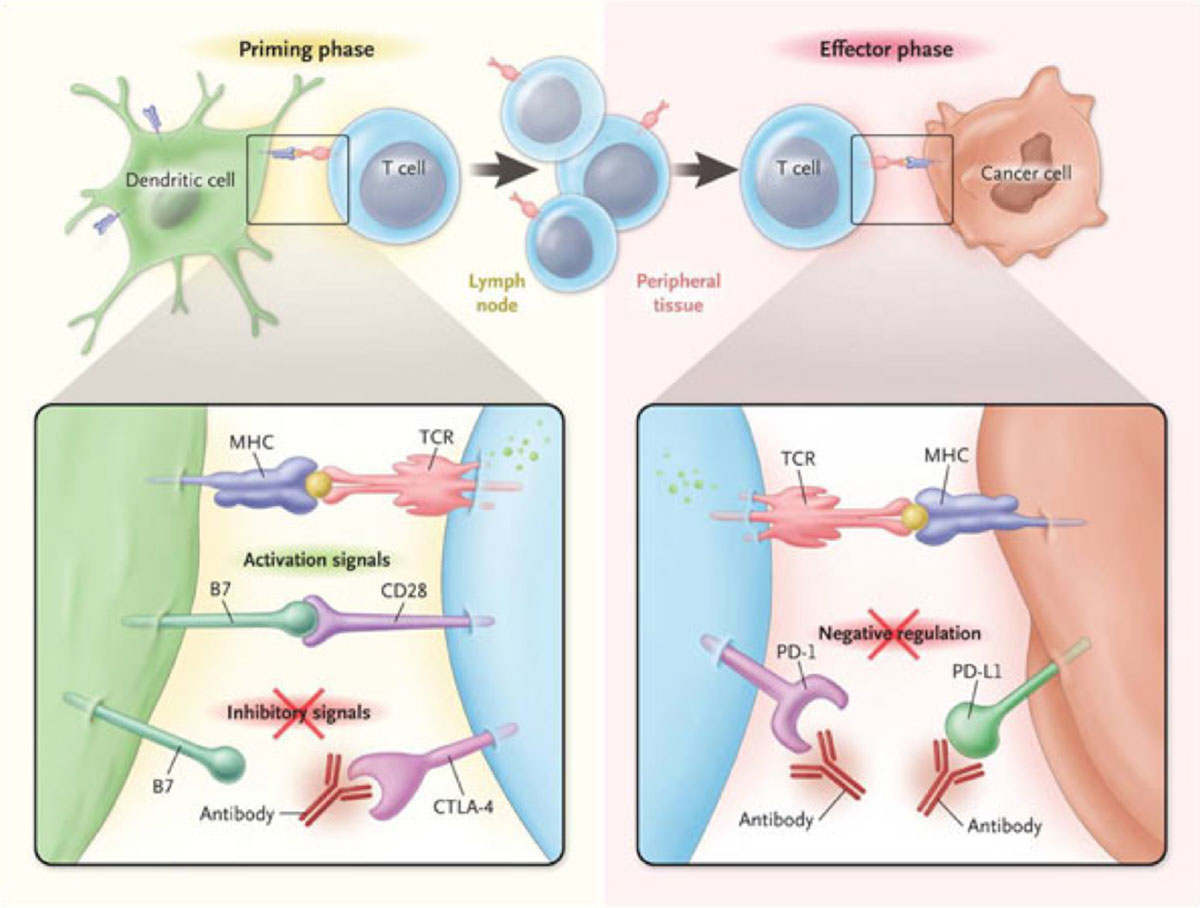 Priming phase
Effector phase
Dendritic cell
T cell
T cell
Cancer cell
Lymph
node
Peripheral
tissue
MHC
TCR
Activation signals
B7
CD28
Inhibitory signals
B7
Antibody
CTLA-4
TCR
MHC
Negative regulation
PD-1
PD-L1
Antibody
Antibody